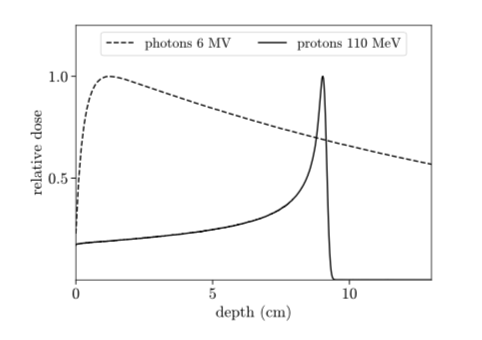 photons 6 MV protons 110 MeV
1.0
relative dose
0.5
0 5 10
depth (cm)